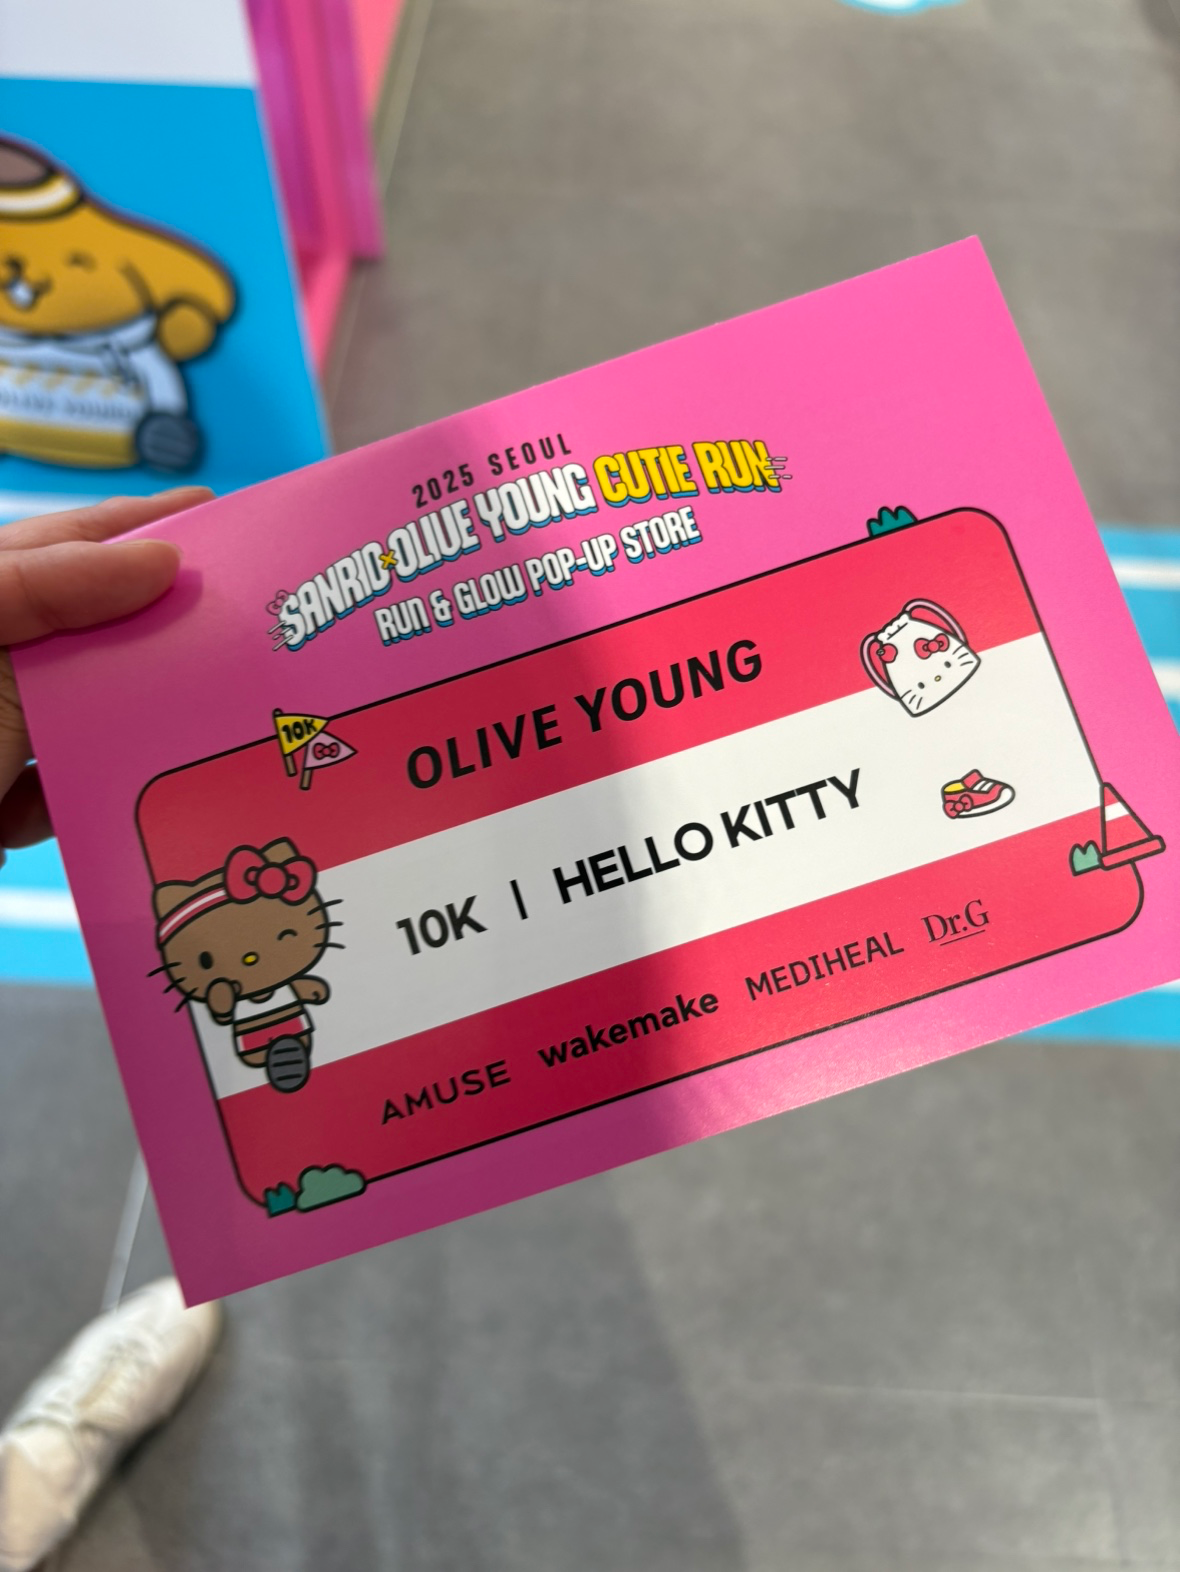 2025 SEOUL
SANRIO×OLIVE YOUNG CUTIE RUN
RUN & GLOW POP-UP STORE
OLIVE YOUNG
10K
10K | HELLO KITTY
AMUSE wakemake MEDIHEAL Dr.G